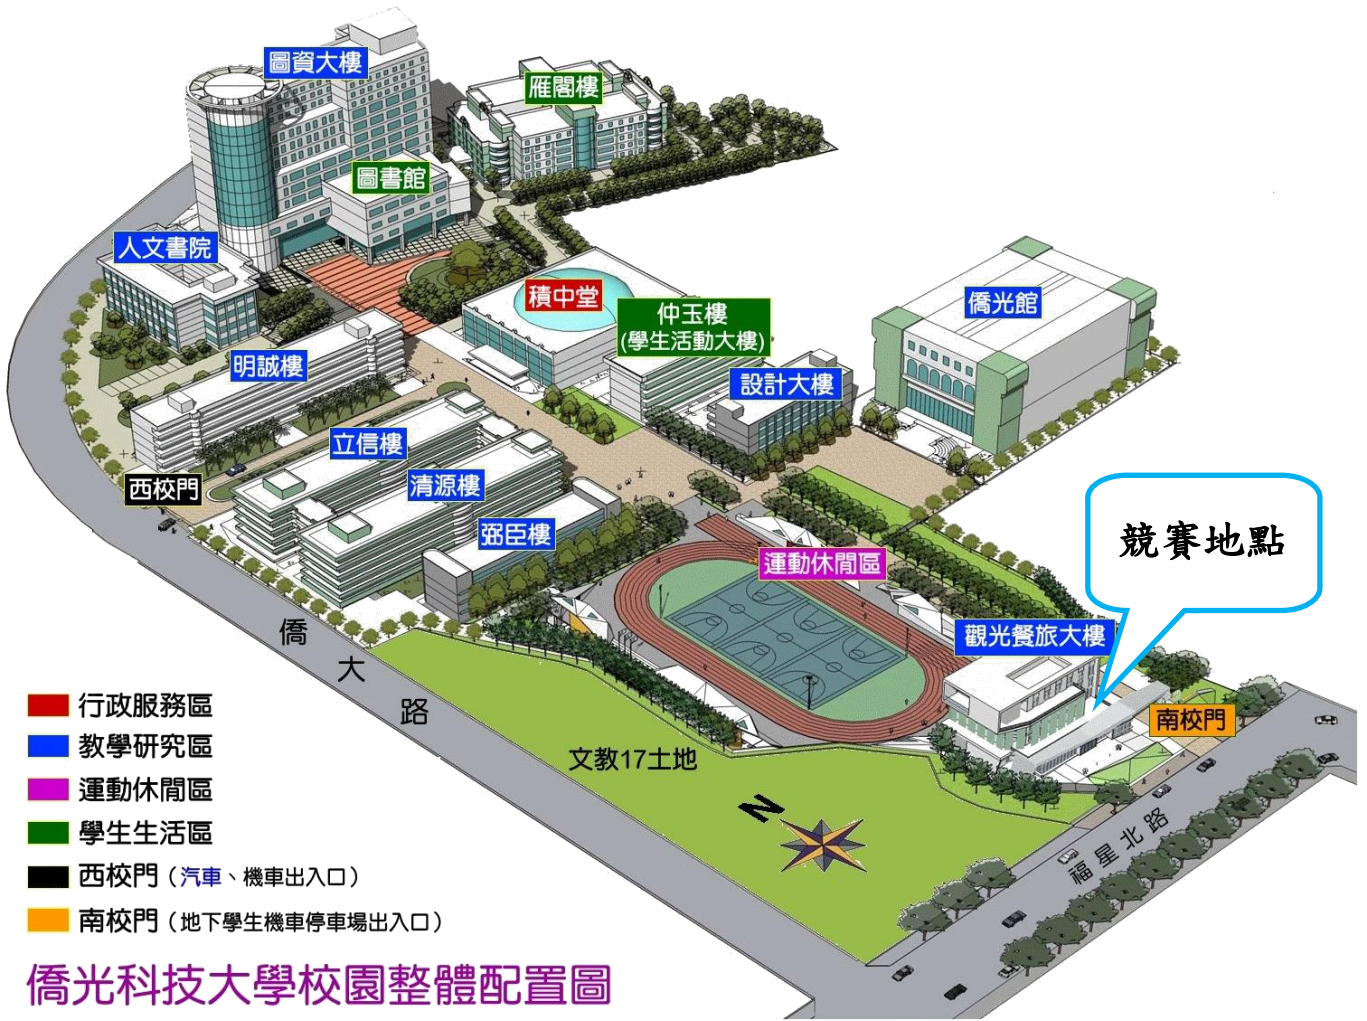 圖資大樓
雁閣樓
圖書館
人文書院
積中堂
仲玉樓
(學生活動大樓)
僑光館
明誠樓
設計大樓
立信樓
清源樓
西校門
弼臣樓
競賽地點
運動休閒區
觀光餐旅大樓
南校門
僑大路
文教17土地
N
福星北路
行政服務區
教學研究區
運動休閒區
學生生活區
西校門（汽車、機車出入口）
南校門（地下學生機車停車場出入口）
僑光科技大學校園整體配置圖